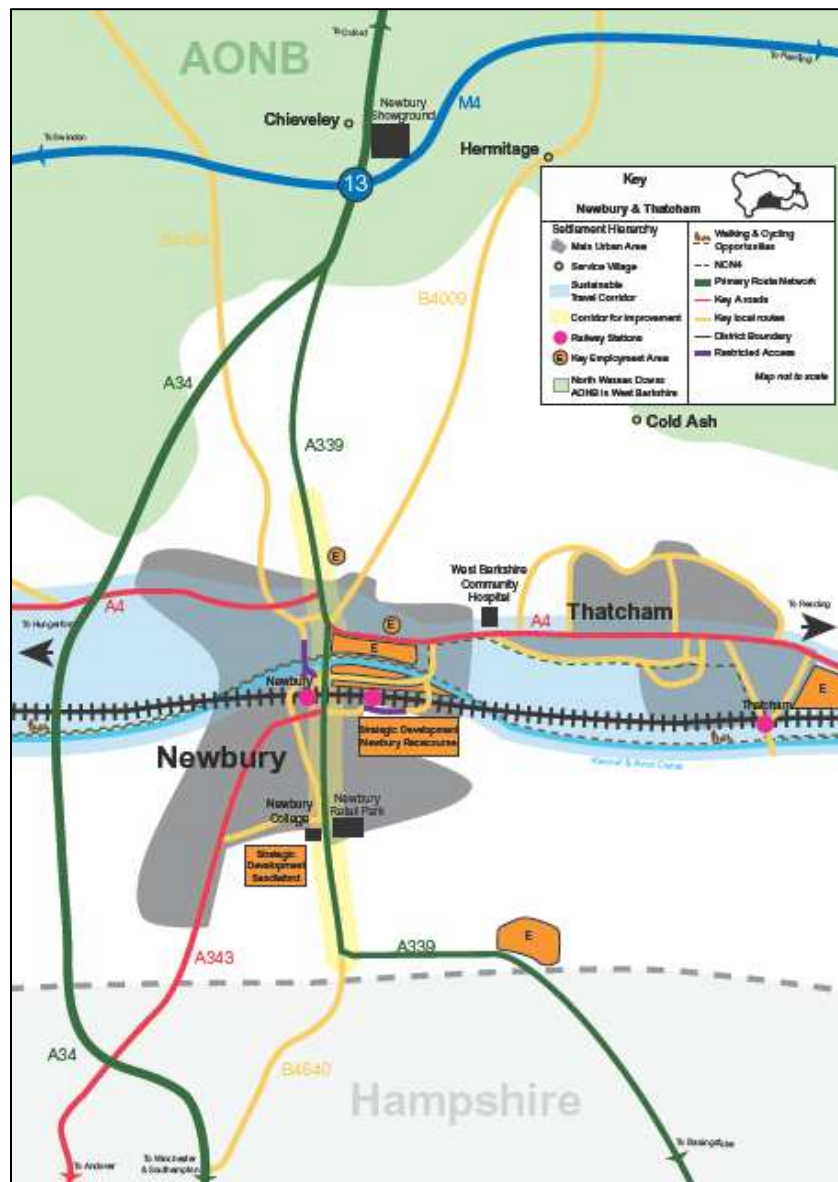 To Oxford
AONB
To Reading
M4
Newbury
Showground
Chieveley
Hermitage
To Swindon
13
Key
Newbury & Thatcham
Settlement Hierarchy
Main Urban Area
Service Village
Sustainable
Travel Corridor
Corridor for Improvement
Railway Stations
E Key Employment Area
North Wessex Downs
AONB in West Berkshire
Walking & Cycling
Opportunities
NCN4
Primary Route Network
Key A roads
Key local routes
District Boundary
Restricted Access
Map not to scale
B4009
A34
Cold Ash
A339
E
West Berkshire
Community
Hospital
Thatcham
To Reading
A4
A4
To Hungerford
E
E
E
Newbury
Thatcham
Strategic Development
Newbury Racecourse
Kennet & Avon Canal
Newbury
Newbury
College
Newbury
Retail Park
Strategic
Development
Sandleford
E
A339
A343
A34
B4640
Hampshire
To Andover
To Winchester
& Southampton
To Basingstoke